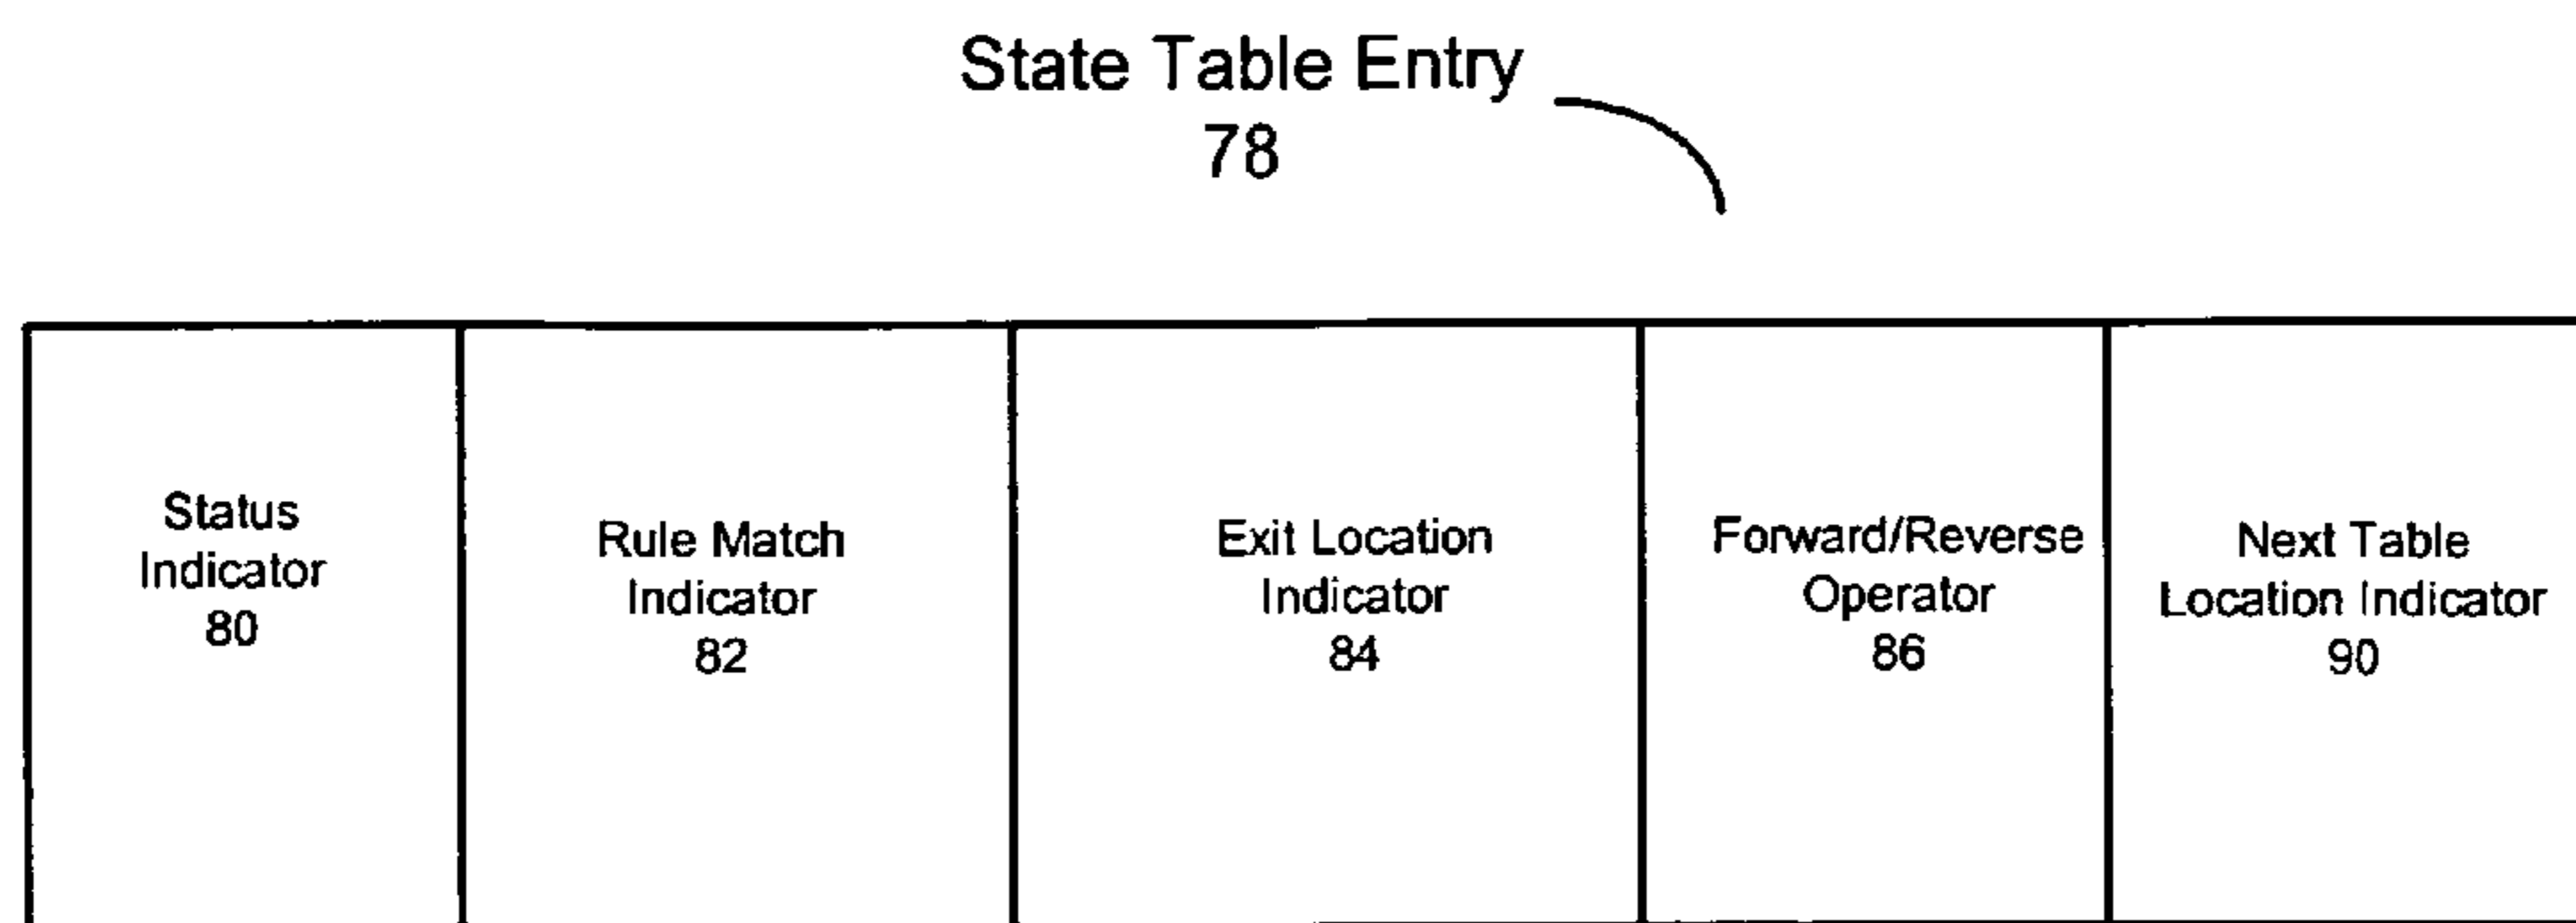 State Table Entry
78
Status
Indicator
80
Rule Match
Indicator
82
Exit Location
Indicator
84
Forward/Reverse
Operator
86
Next Table
Location Indicator
90